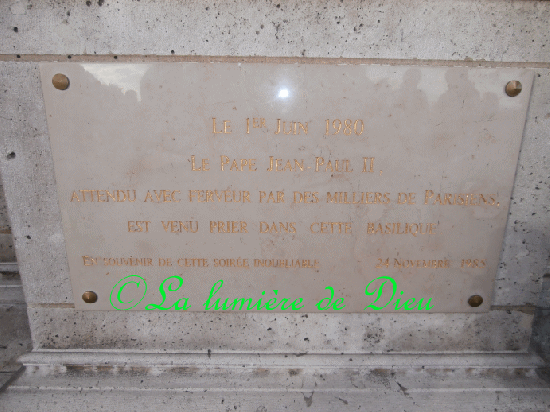 LE 1ER JUIN 1980
LE PAPE JEAN-PAUL II
ATTENDU AVEC FERVEUR PAR DES MILLIERS DE PARISIENS,
EST VENU PRIER DANS CETTE BASILIQUE
EN SOUVENIR DE CETTE SOIRÉE INOUBLIABLE 24 NOVEMBRE
©La lumière de Dieu